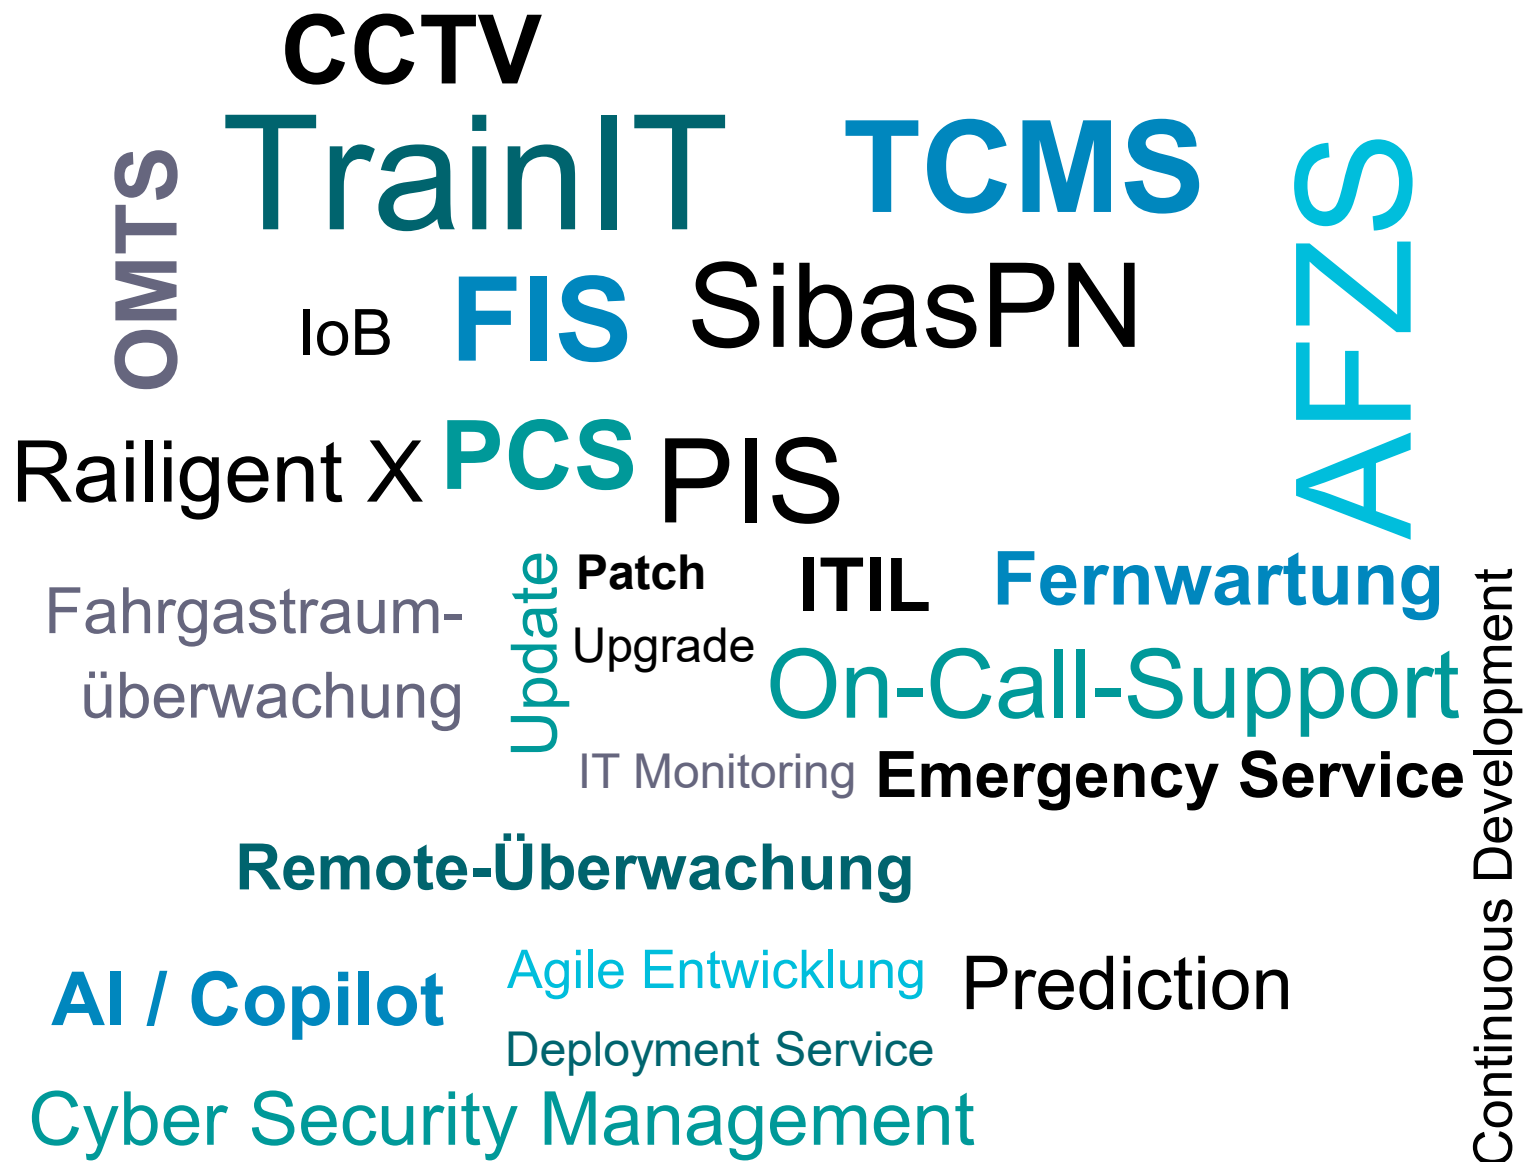 CCTV
TrainIT
TCMS
OMTS
AFZS
IoB
FIS
SibasPN
Railigent X
PCS
PIS
Fahrgastraum-
überwachung
Update
Patch
Upgrade
ITIL
Fernwartung
On-Call-Support
IT Monitoring
Emergency Service
Continuous Development
Remote-Überwachung
AI / Copilot
Agile Entwicklung
Prediction
Deployment Service
Cyber Security Management